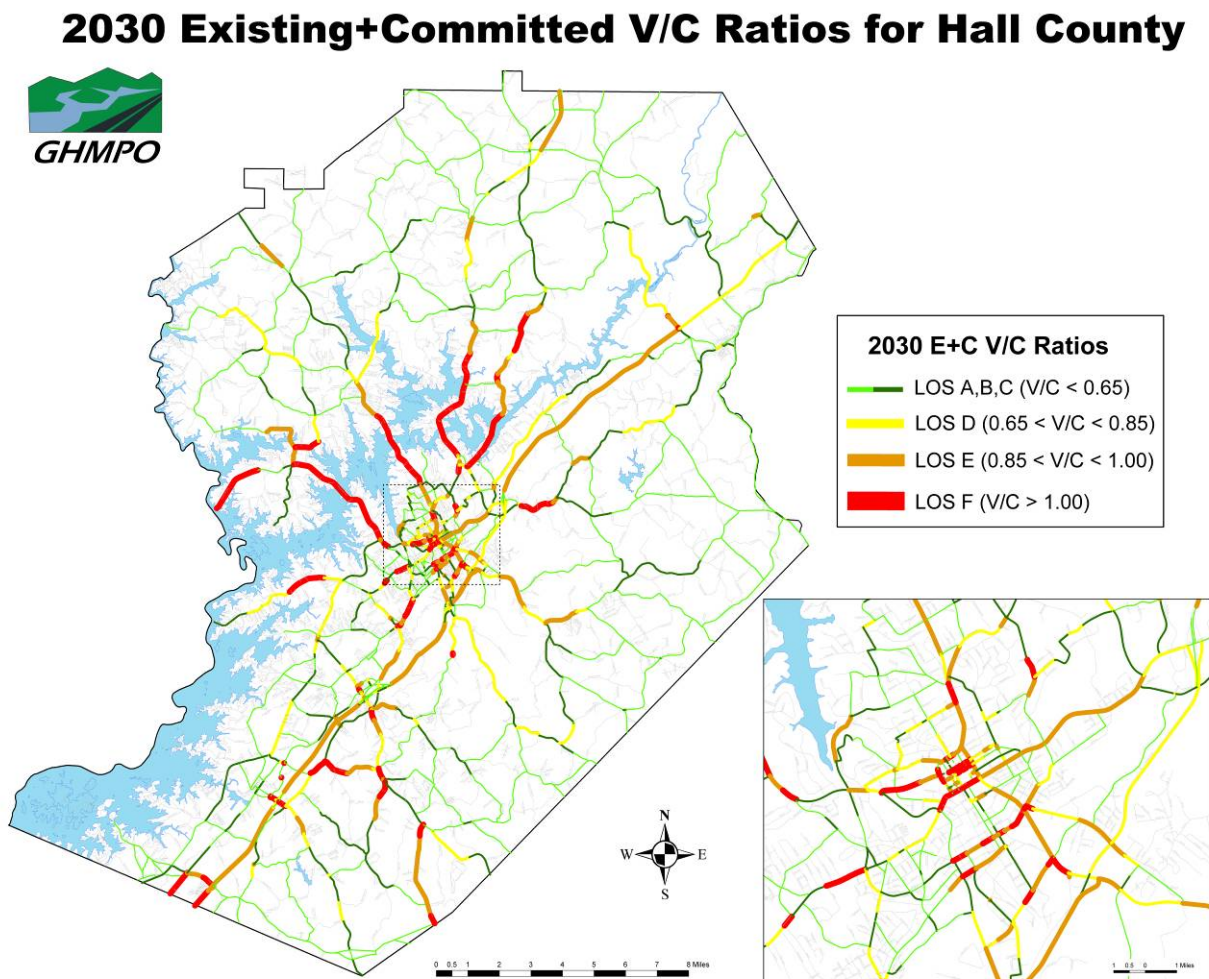 2030 Existing+Committed V/C Ratios for Hall County
GHMPO
2030 E+C V/C Ratios
LOS A,B,C (V/C < 0.65)
LOS D (0.65 < V/C < 0.85)
LOS E (0.85 < V/C < 1.00)
LOS F (V/C > 1.00)
N
W E
S
0 0.5 1 2 3 4 5 6 7 8 Miles
1 0.5 0 1 Miles